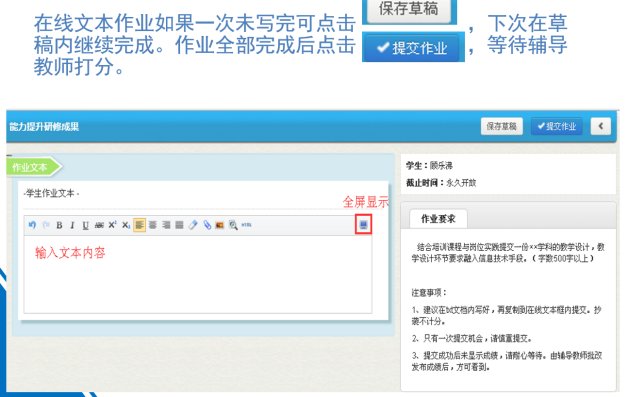 在线文本作业如果一次未写完可点击 保存草稿 ，下次在草
稿内继续完成。作业全部完成后点击 提交作业 ，等待辅导
教师打分。
能力提升研修成果
保存草稿 提交作业
作业文本
-学生作业文本-
全屏显示
B I U ABC X² X₂ HTML
输入文本内容
学生：顾乐沸
截止时间：永久开放
作业要求
结合培训课程与岗位实践提交一份××学科的教学设计，教
学设计环节要求融入信息技术手段。（字数500字以上）
注意事项：
1、建议在txt文档内写好，再复制到在线文本框内提交。抄
袭不计分。
2、只有一次提交机会，请慎重提交。
3、提交成功后未显示成绩，请耐心等待。由辅导教师批改
发布成绩后，方可看到。